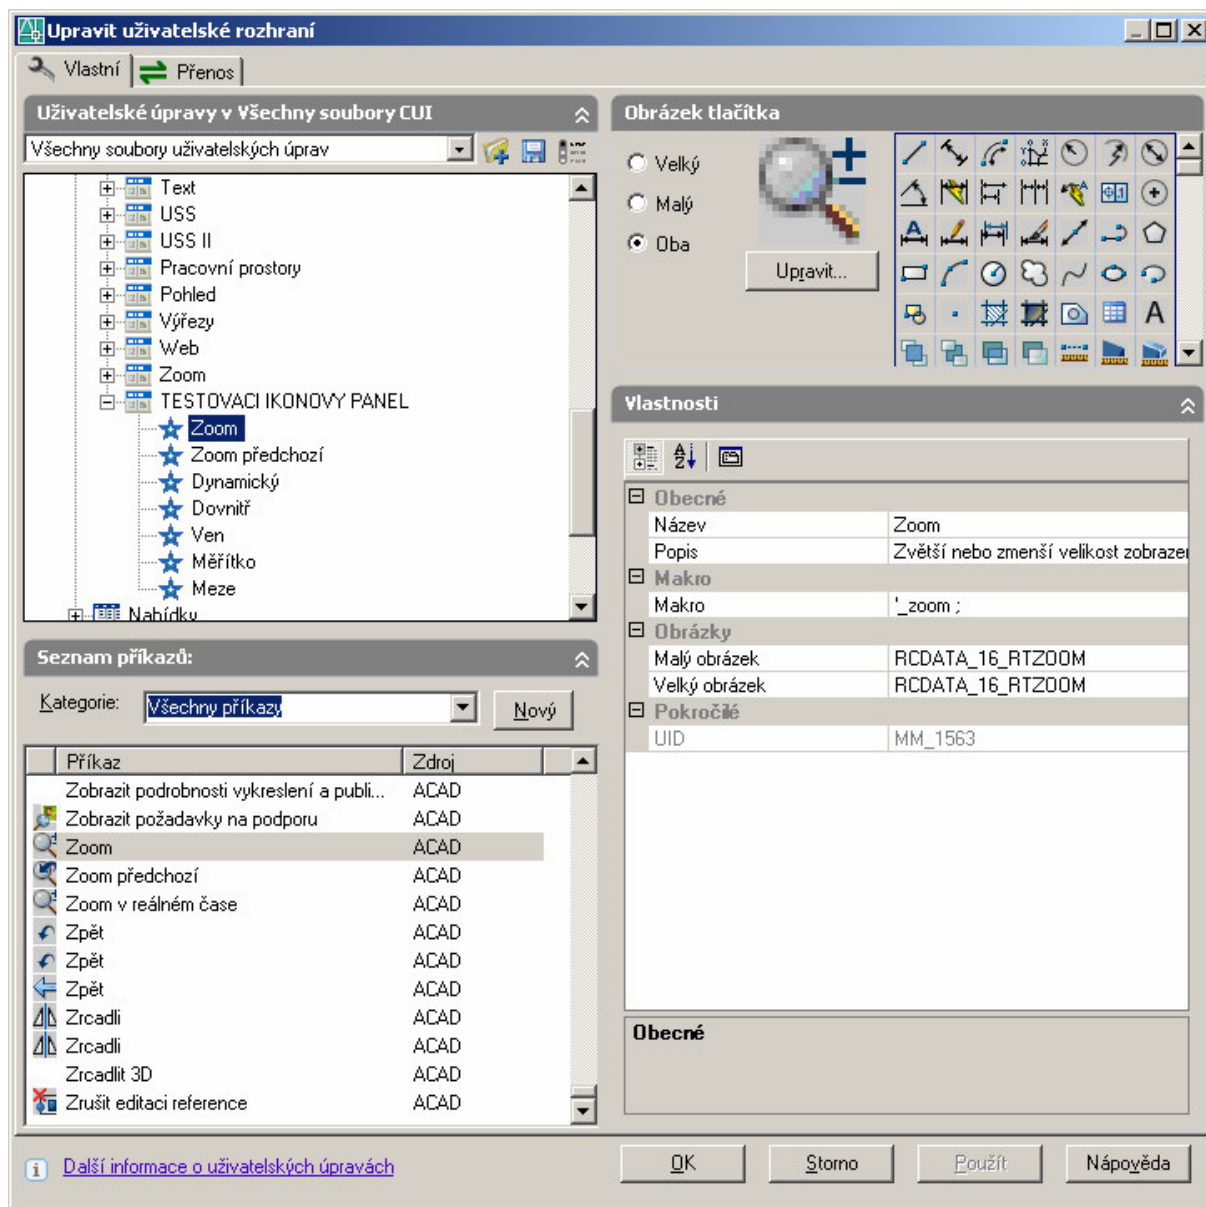 Upravit uživatelské rozhraní
Vlastní
Přenos
Uživatelské úpravy v Všechny soubory CUI
Všechny soubory uživatelských úprav
Text
USS
USS II
Pracovní prostory
Pohled
Výřezy
Web
Zoom
TESTOVACI IKONOVY PANEL
Zoom
Zoom předchozí
Dynamický
Dovnitř
Ven
Měřítko
Meze
Nabídky
Seznam příkazů:
Kategorie:
Všechny příkazy
Nový
Příkaz Zdroj
Zobrazit podrobnosti vykreslení a publi... ACAD
Zobrazit požadavky na podporu ACAD
Zoom ACAD
Zoom předchozí ACAD
Zoom v reálném čase ACAD
Zpět ACAD
Zpět ACAD
Zpět ACAD
Zrcadli ACAD
Zrcadli ACAD
Zrcadlit 3D ACAD
Zrušit editaci reference ACAD
Obrázek tlačítka
Velký
Malý
Oba
Upravit...
Vlastnosti
Obecné
Název Zoom
Popis Zvětší nebo zmenší velikost zobrazen
Makro
Makro '_zoom ;
Obrázky
Malý obrázek RCDATA_16_RTZOOM
Velký obrázek RCDATA_16_RTZOOM
Pokročilé
UID MM_1563
Obecné
Další informace o uživatelských úpravách
OK
Storno
Použít
Nápověda